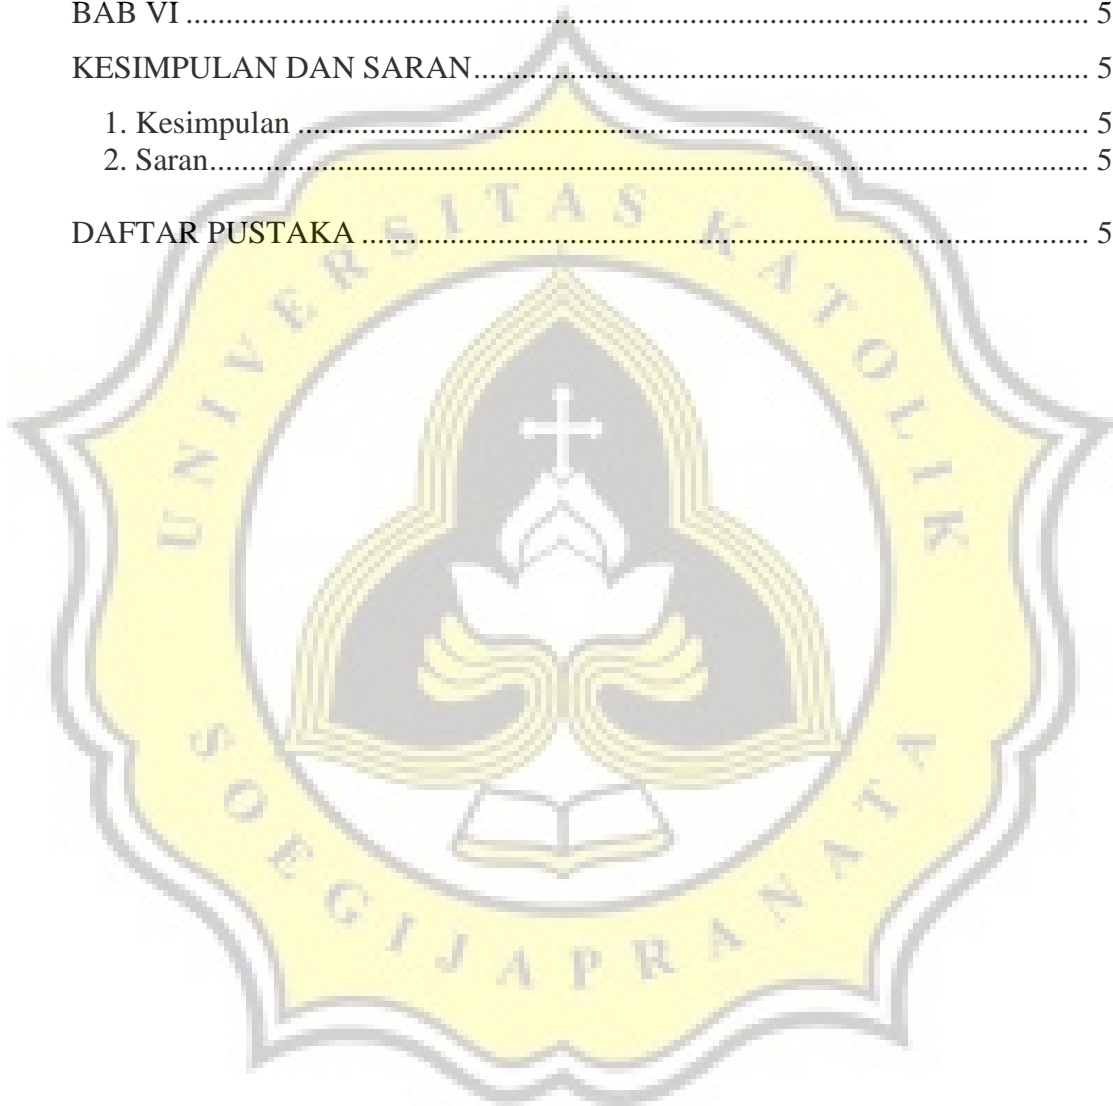 BAB VI ........................................................................................................... 5
KESIMPULAN DAN SARAN......................................................................... 5
1. Kesimpulan .............................................................................................. 5
2. Saran......................................................................................................... 5
DAFTAR PUSTAKA ...................................................................................... 5
UNIVERSITAS KATOLIK
SOEGIJAPRANATA